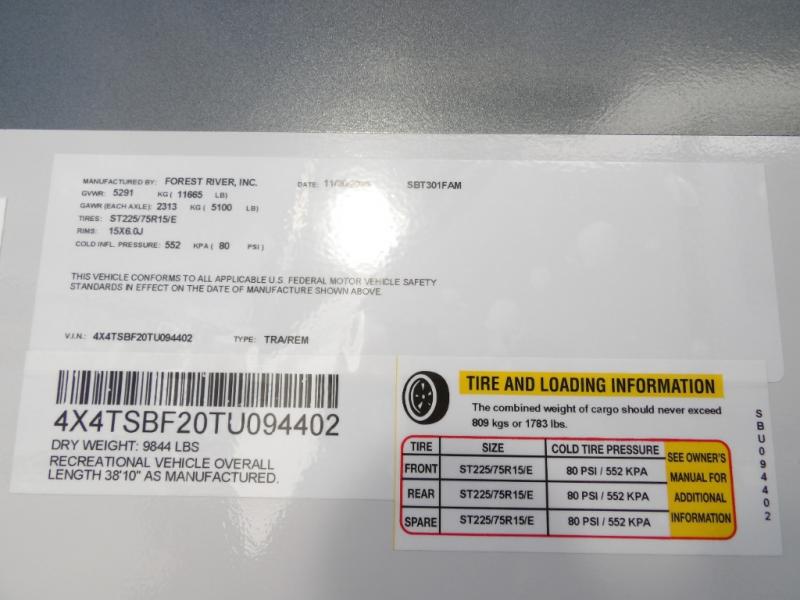 MANUFACTURED BY: FOREST RIVER, INC. DATE: SBT301FAM
GVWR: 5291 KG ( 11665 LB)
GAWR (EACH AXLE): 2313 KG ( 5100 LB)
TIRES: ST225/75R15/E
RIMS: 15X6.0J
COLD INFL. PRESSURE: 552 KPA ( 80 PSI )
THIS VEHICLE CONFORMS TO ALL APPLICABLE U.S. FEDERAL MOTOR VEHICLE SAFETY
STANDARDS IN EFFECT ON THE DATE OF MANUFACTURE SHOWN ABOVE.
V.I.N.: 4X4TSBF20TU094402 TYPE: TRA/REM
4X4TSBF20TU094402
DRY WEIGHT: 9844 LBS
RECREATIONAL VEHICLE OVERALL
LENGTH 38'10" AS MANUFACTURED.
TIRE AND LOADING INFORMATION
The combined weight of cargo should never exceed
809 kgs or 1783 lbs.
TIRE SIZE COLD TIRE PRESSURE
FRONT ST225/75R15/E 80 PSI / 552 KPA
REAR ST225/75R15/E 80 PSI / 552 KPA
SPARE ST225/75R15/E 80 PSI / 552 KPA
SEE OWNER'S
MANUAL FOR
ADDITIONAL
INFORMATION
SBU094402